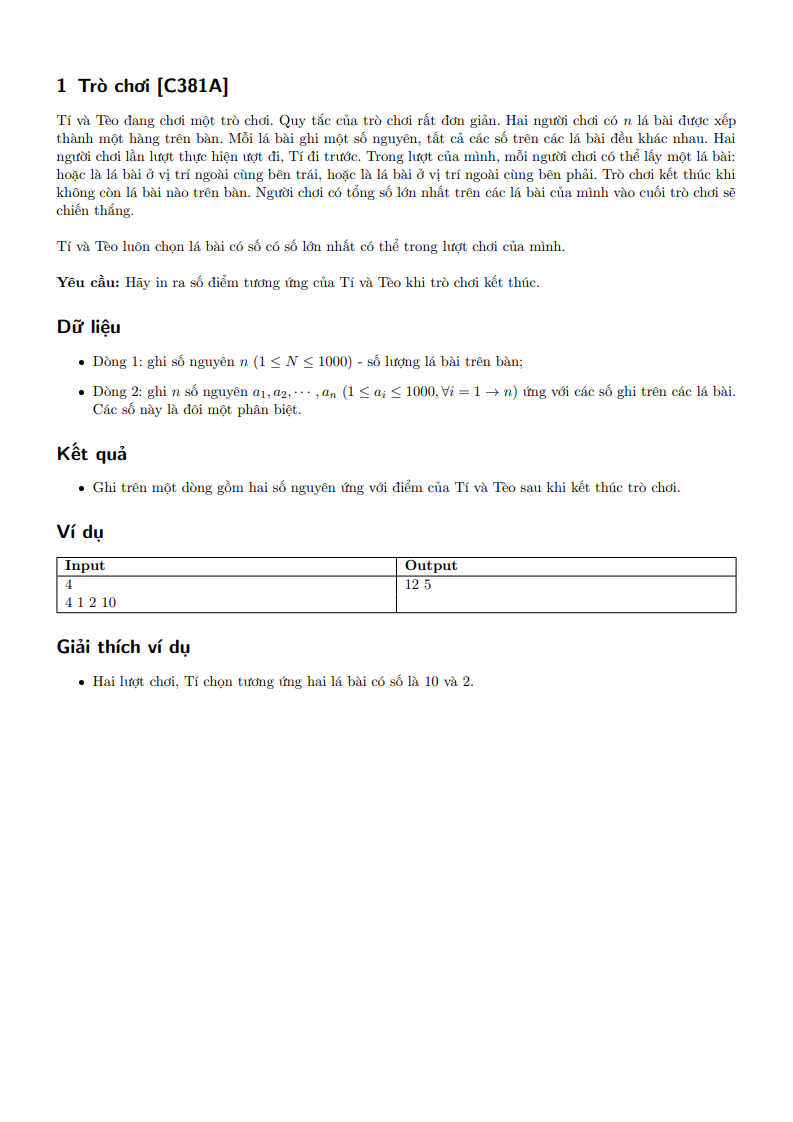 1 Trò chơi [C381A]
Tí và Tèo đang chơi một trò chơi. Quy tắc của trò chơi rất đơn giản. Hai người chơi có n lá bài được xếp
thành một hàng trên bàn. Mỗi lá bài ghi một số nguyên, tất cả các số trên các lá bài đều khác nhau. Hai
người chơi lần lượt thực hiện ượt đi, Tí đi trước. Trong lượt của mình, mỗi người chơi có thể lấy một lá bài:
hoặc là lá bài ở vị trí ngoài cùng bên trái, hoặc là lá bài ở vị trí ngoài cùng bên phải. Trò chơi kết thúc khi
không còn lá bài nào trên bàn. Người chơi có tổng số lớn nhất trên các lá bài của mình vào cuối trò chơi sẽ
chiến thắng.
Tí và Tèo luôn chọn lá bài có số có số lớn nhất có thể trong lượt chơi của mình.
Yêu cầu: Hãy in ra số điểm tương ứng của Tí và Tèo khi trò chơi kết thúc.
Dữ liệu
• Dòng 1: ghi số nguyên n (1 ≤ N ≤ 1000) - số lượng lá bài trên bàn;
• Dòng 2: ghi n số nguyên a₁, a₂, ⋯ , aₙ (1 ≤ aᵢ ≤ 1000, ∀i = 1 → n) ứng với các số ghi trên các lá bài.
Các số này là đôi một phân biệt.
Kết quả
• Ghi trên một dòng gồm hai số nguyên ứng với điểm của Tí và Tèo sau khi kết thúc trò chơi.
Ví dụ
Input Output
4 12 5
4 1 2 10
Giải thích ví dụ
• Hai lượt chơi, Tí chọn tương ứng hai lá bài có số là 10 và 2.